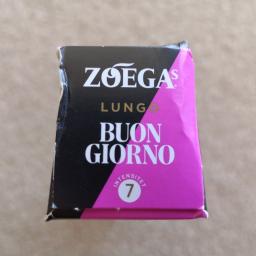 ZOÉGAS
LUNGO
BUON
GIORNO
INTENSITET
7